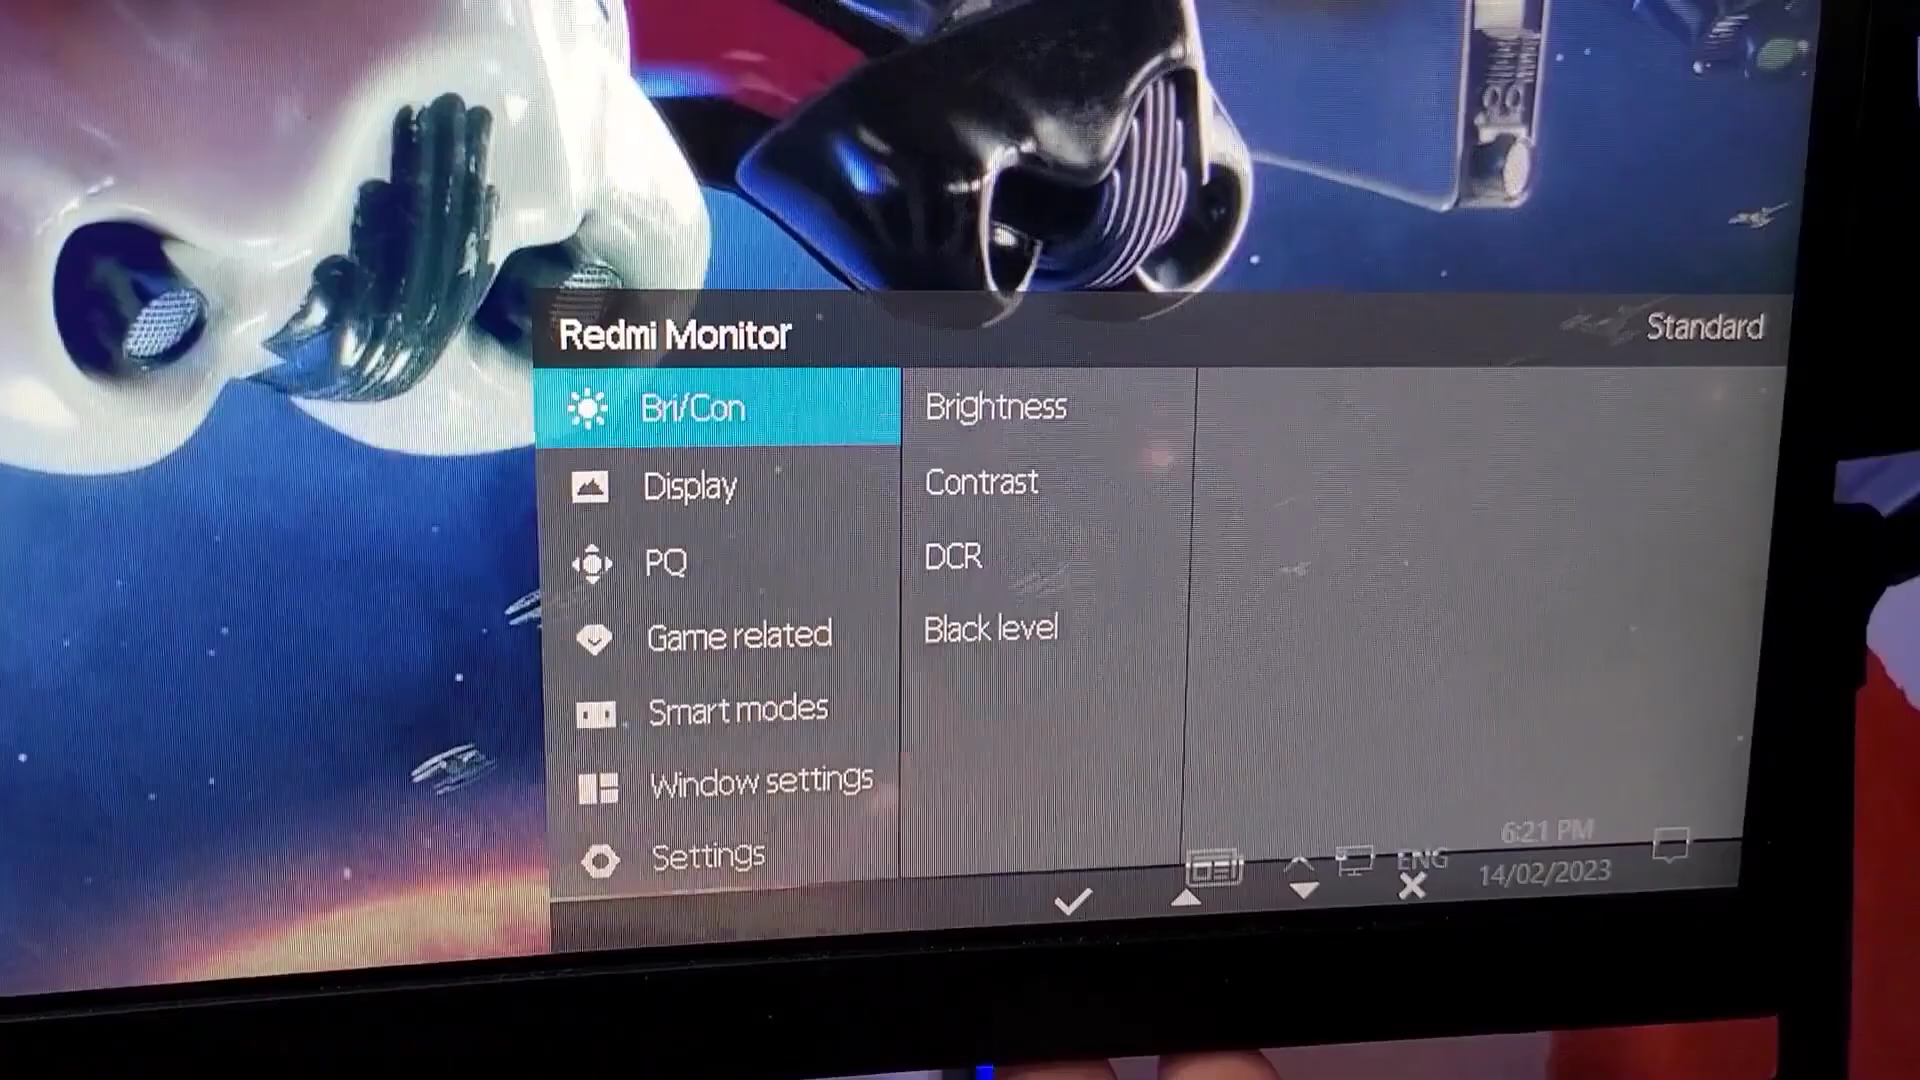 Redmi Monitor
Standard
Bri/Con
Brightness
Display
Contrast
PQ
DCR
Game related
Black level
Smart modes
Window settings
Settings
6:21 PM
ENG
14/02/2023